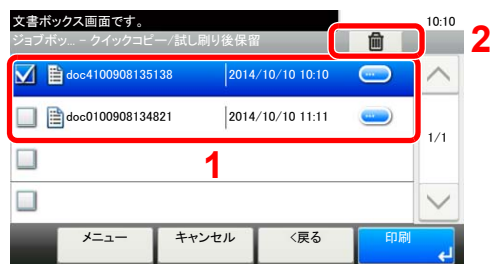 文書ボックス画面です。 10:10
ジョブボッ... - クイックコピー/試し刷り後保留 2
doc4100908135138 2014/10/10 10:10
doc0100908134821 2014/10/10 11:11
1/1
1
メニュー キャンセル <戻る 印刷